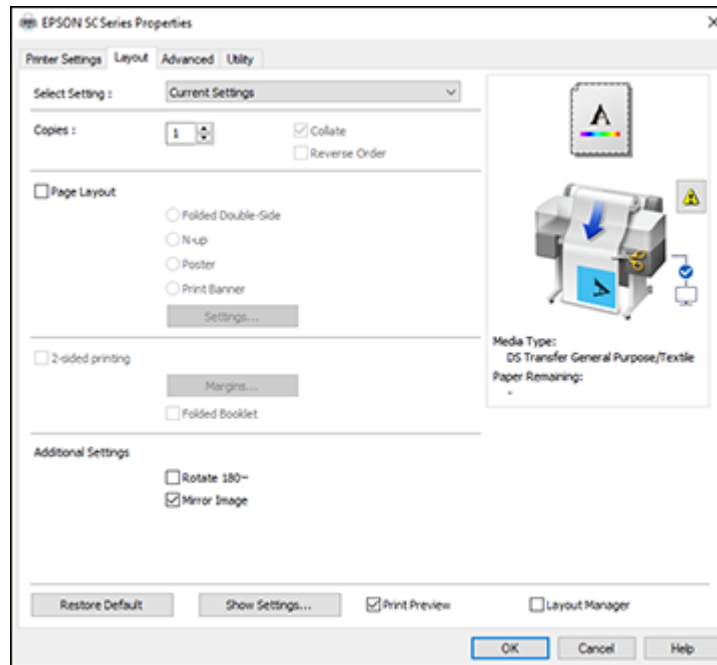 EPSON SC Series Properties
Printer Settings Layout Advanced Utility
Select Setting : Current Settings
Copies : 1 Collate
Reverse Order
Page Layout
Folded Double-Side
N-up
Poster
Print Banner
Settings...
2-sided printing
Margins...
Folded Booklet
Additional Settings
Rotate 180~
Mirror Image
A
Media Type:
DS Transfer General Purpose/Textile
Paper Remaining:
-
Restore Default Show Settings... Print Preview Layout Manager
OK Cancel Help